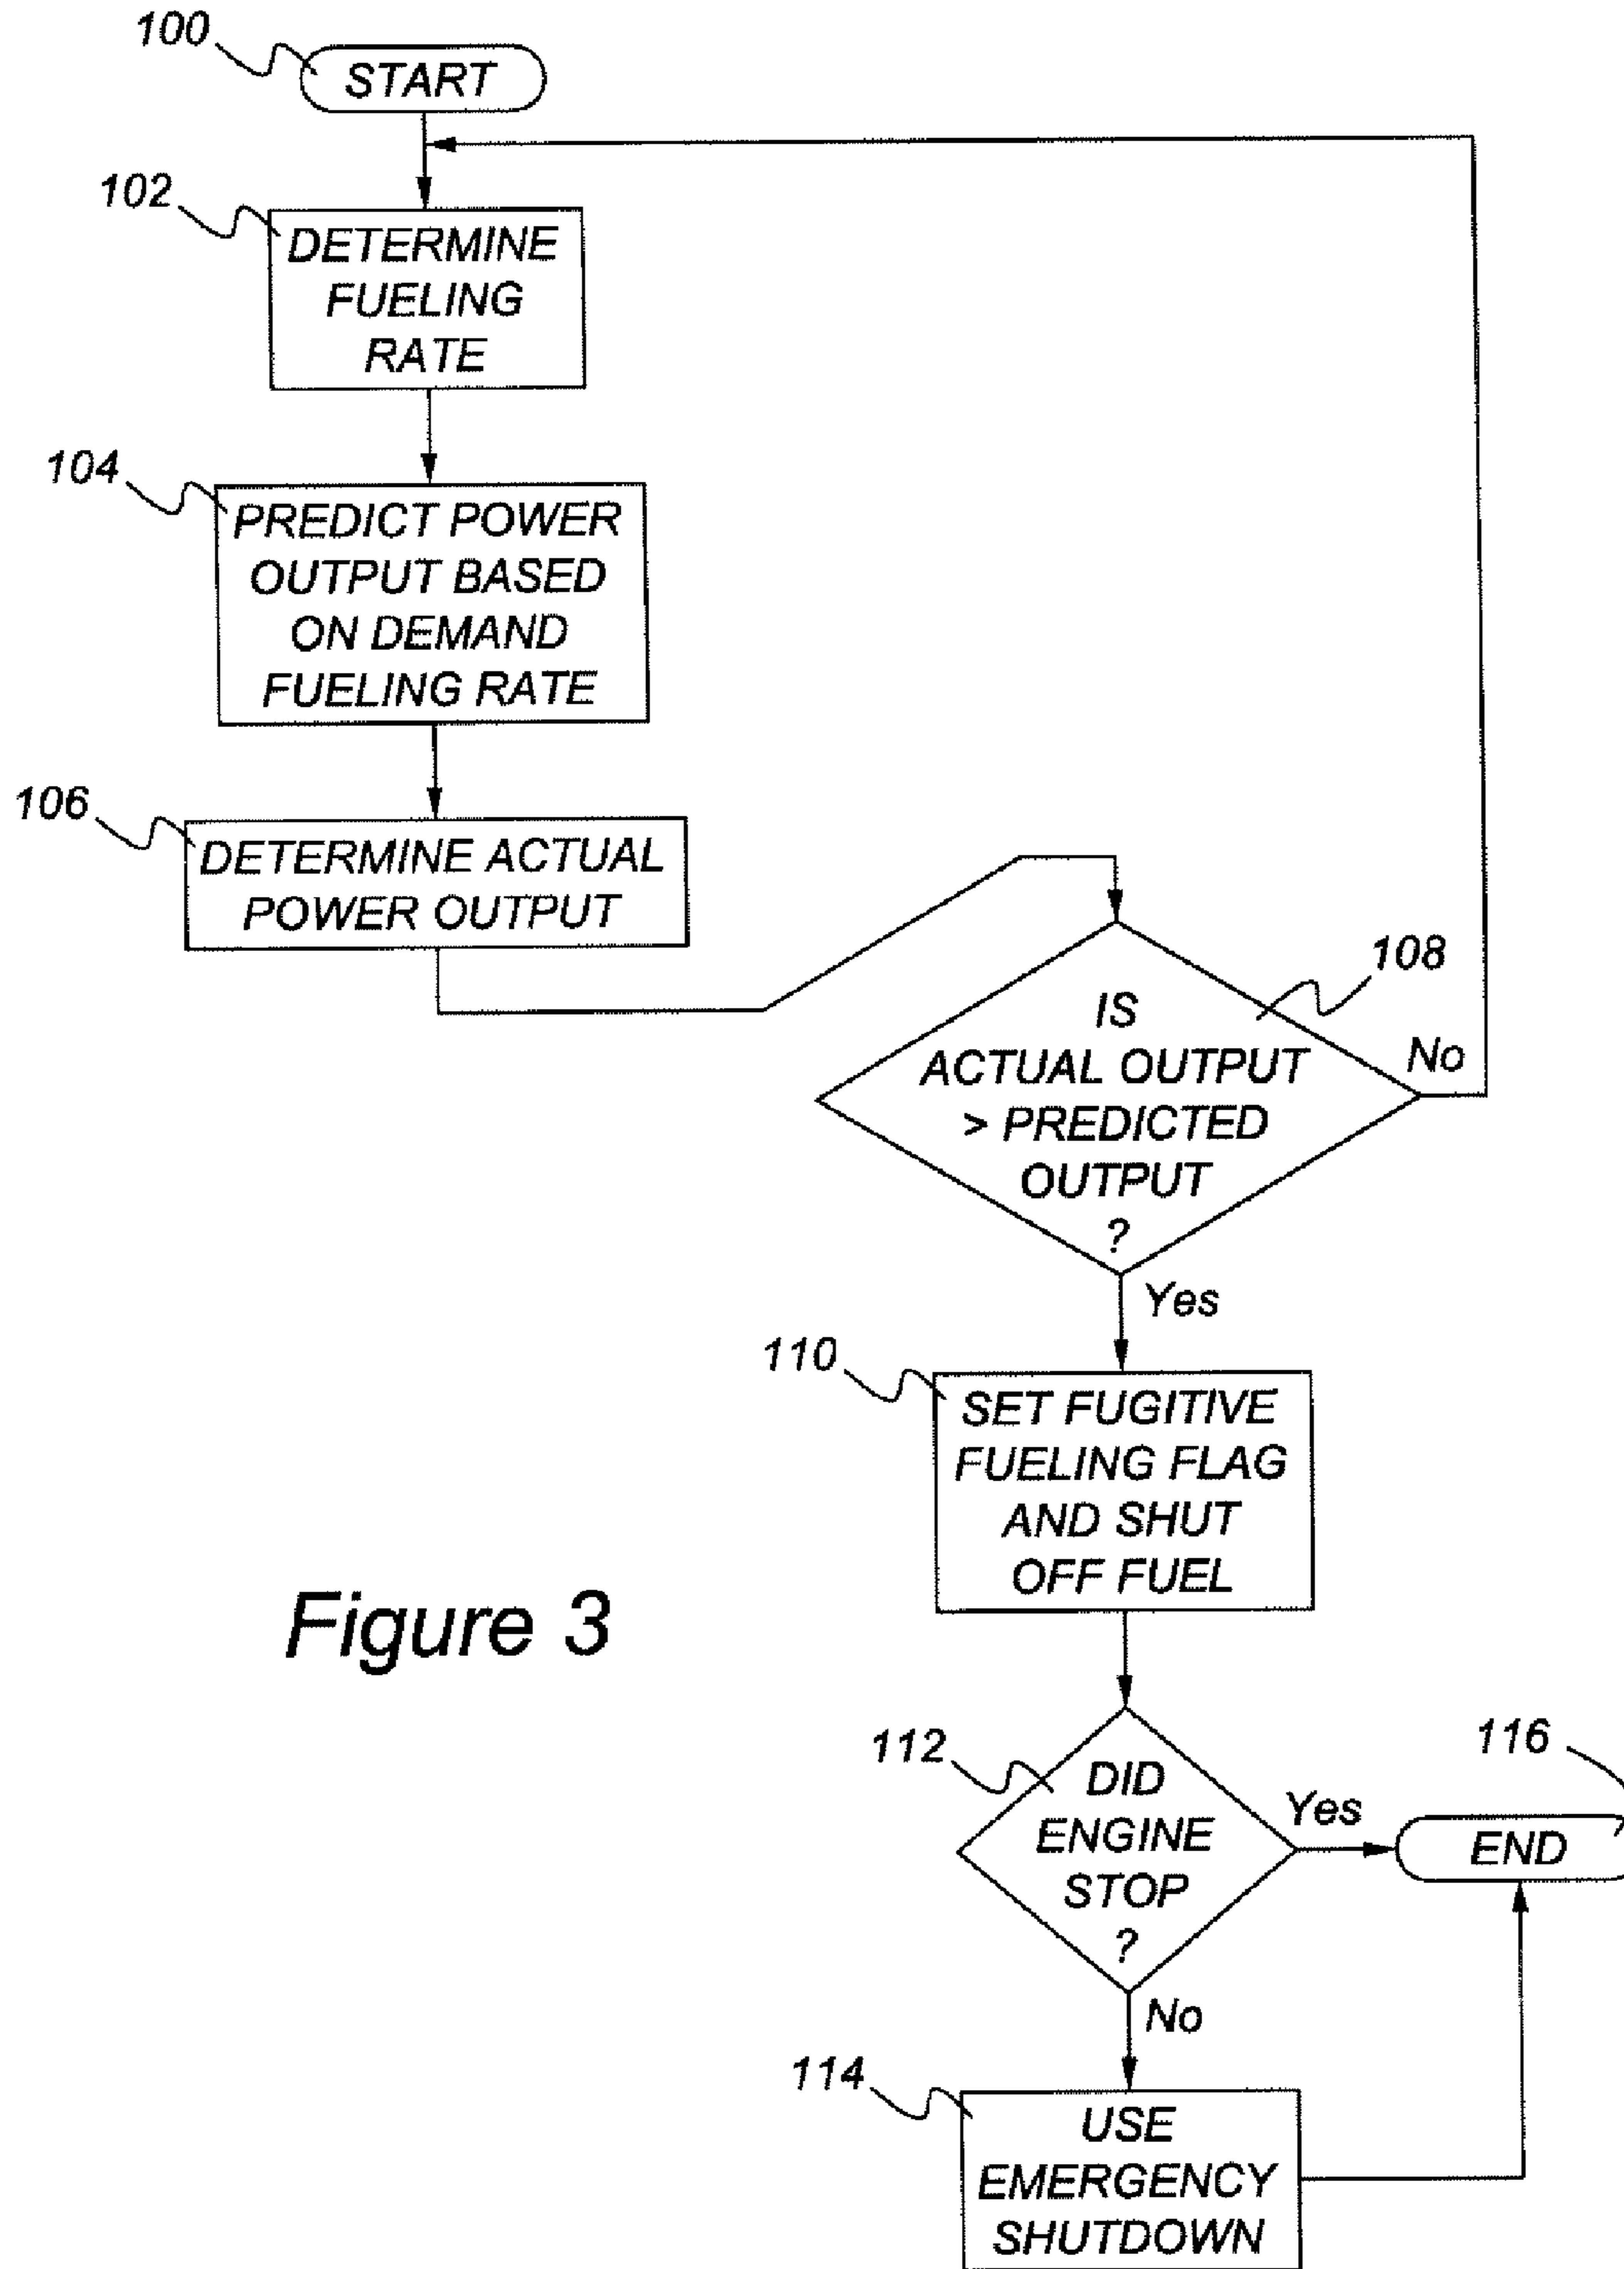 100
START
102
DETERMINE
FUELING
RATE
104
PREDICT POWER
OUTPUT BASED
ON DEMAND
FUELING RATE
106
DETERMINE ACTUAL
POWER OUTPUT
108
IS
ACTUAL OUTPUT
> PREDICTED
OUTPUT
?
No
Yes
110
SET FUGITIVE
FUELING FLAG
AND SHUT
OFF FUEL
Figure 3
112
DID
ENGINE
STOP
?
Yes
116
END
No
114
USE
EMERGENCY
SHUTDOWN